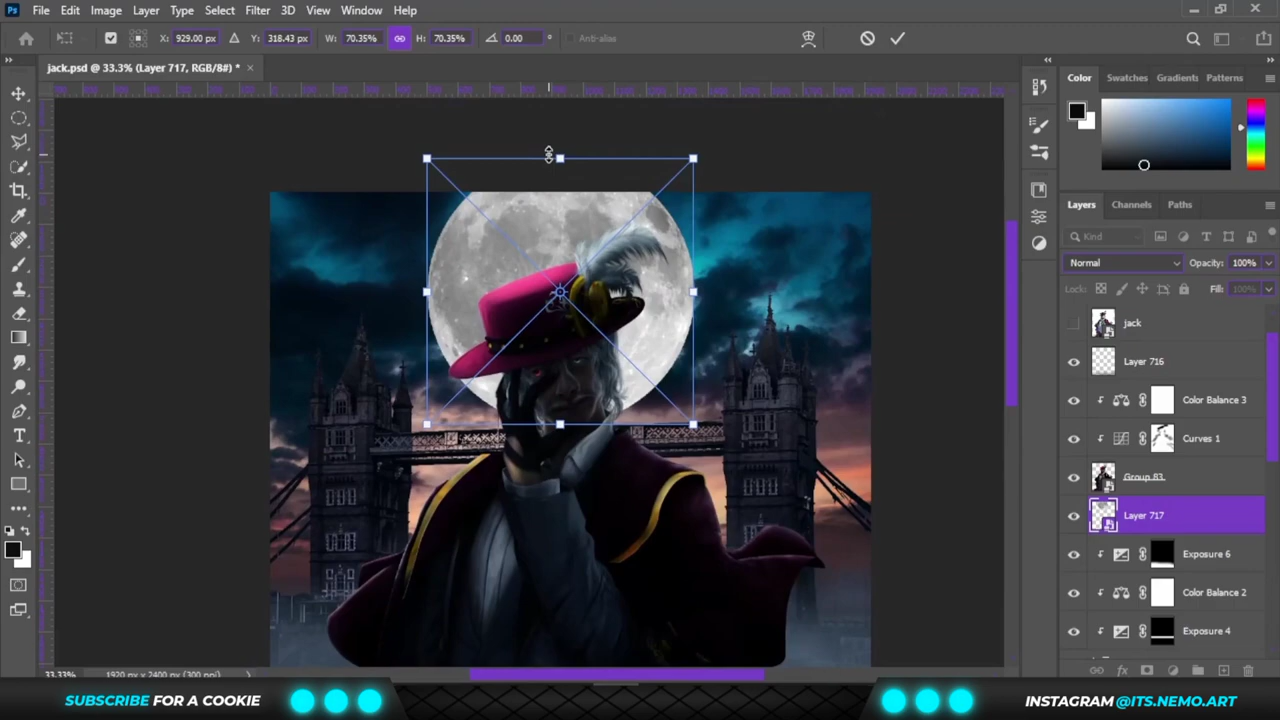 Ps File Edit Image Layer Type Select Filter 3D View Window Help
X: 929.00 px Y: 318.43 px W: 70.35% H: 70.35% 0.00 ° Anti-alias
jack.psd @ 33.3% (Layer 717, RGB/8#) * ×
Color Swatches Gradients Patterns
Layers Channels Paths
Kind
Normal Opacity: 100%
Lock: Fill: 100%
jack
Layer 716
Color Balance 3
Curves 1
Group 83
Layer 717
Exposure 6
Color Balance 2
Exposure 4
33.33% 1920 px x 2400 px (300 ppi)
SUBSCRIBE FOR A COOKIE
INSTAGRAM @ITS.NEMO.ART